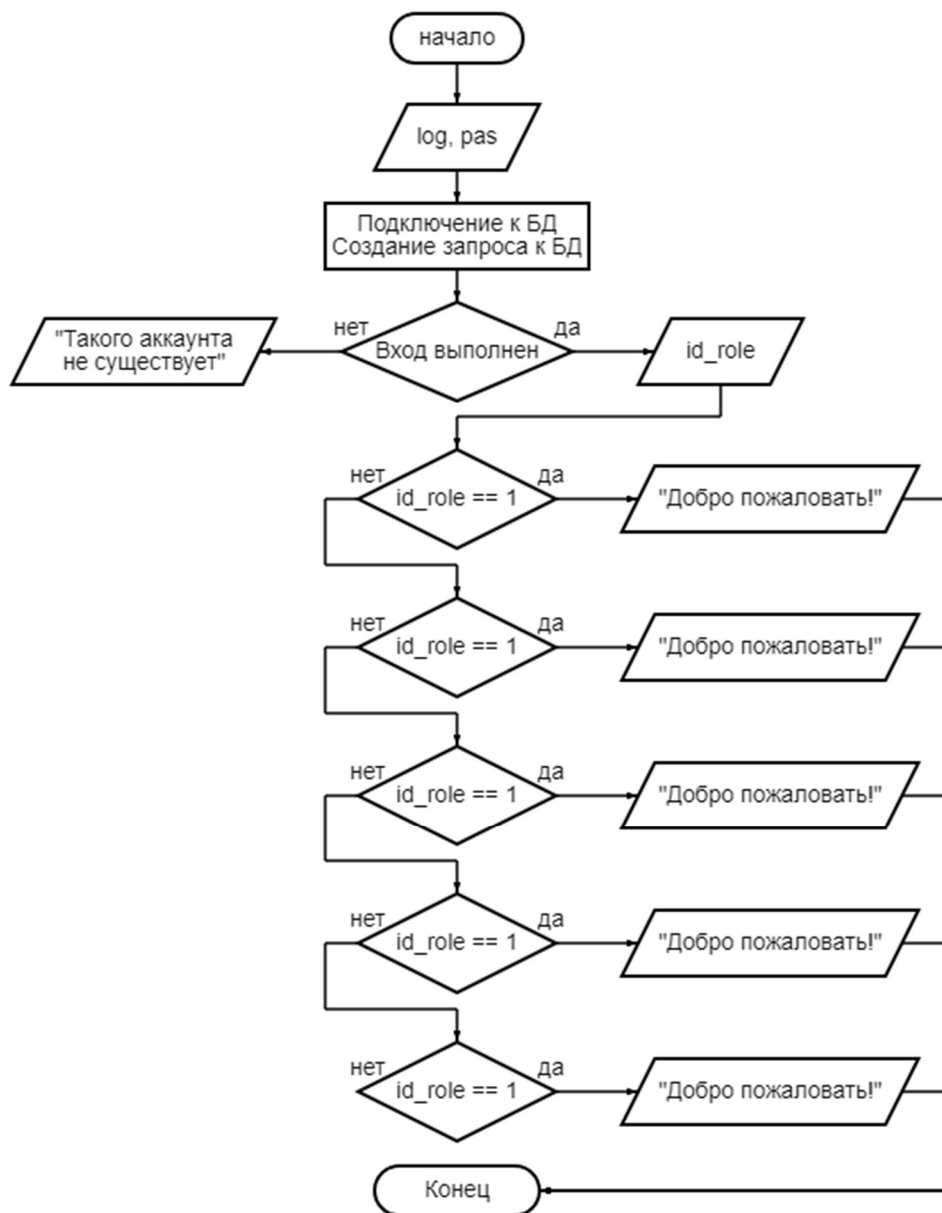 начало
log, pas
Подключение к БД
Создание запроса к БД
нет
да
"Такого аккаунта
не существует"
Вход выполнен
id_role
нет
да
id_role == 1
"Добро пожаловать!"
нет
да
id_role == 1
"Добро пожаловать!"
нет
да
id_role == 1
"Добро пожаловать!"
нет
да
id_role == 1
"Добро пожаловать!"
нет
да
id_role == 1
"Добро пожаловать!"
Конец